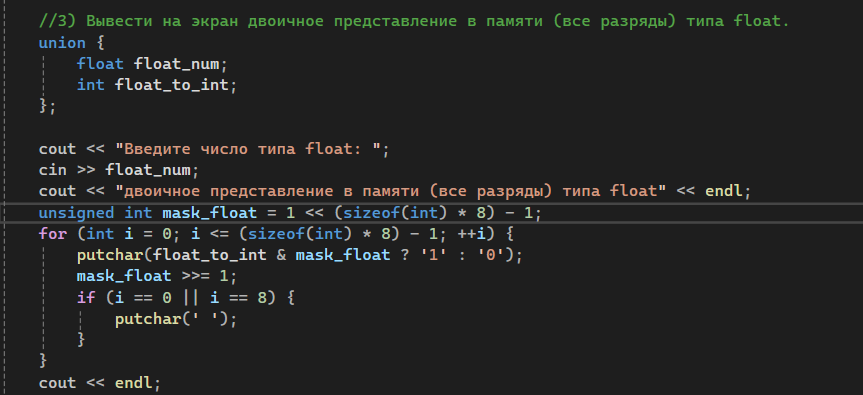 //3) Вывести на экран двоичное представление в памяти (все разряды) типа float.
union {
float float_num;
int float_to_int;
};
cout << "Введите число типа float: ";
cin >> float_num;
cout << "двоичное представление в памяти (все разряды) типа float" << endl;
unsigned int mask_float = 1 << (sizeof(int) * 8) - 1;
for (int i = 0; i <= (sizeof(int) * 8) - 1; ++i) {
putchar(float_to_int & mask_float ? '1' : '0');
mask_float >>= 1;
if (i == 0 || i == 8) {
putchar(' ');
}
}
cout << endl;